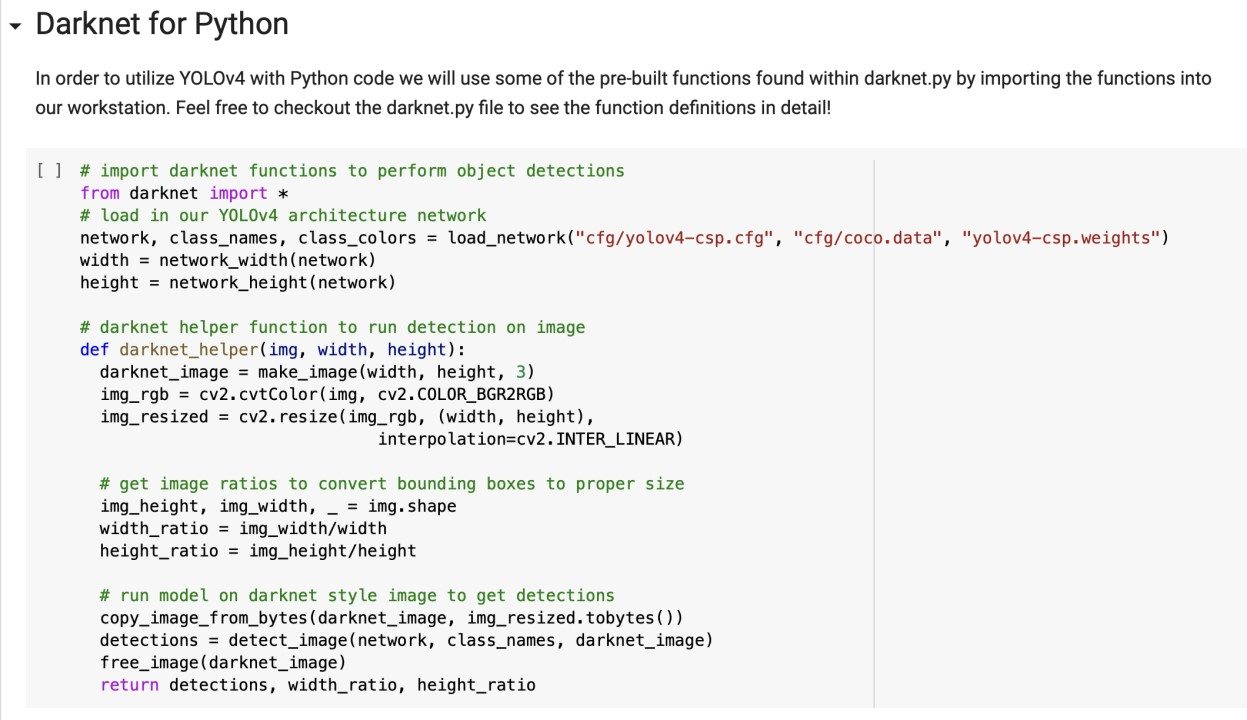 Darknet for Python
In order to utilize YOLOv4 with Python code we will use some of the pre-built functions found within darknet.py by importing the functions into
our workstation. Feel free to checkout the darknet.py file to see the function definitions in detail!
[ ] # import darknet functions to perform object detections
from darknet import *
# load in our YOLOv4 architecture network
network, class_names, class_colors = load_network("cfg/yolov4-csp.cfg", "cfg/coco.data", "yolov4-csp.weights")
width = network_width(network)
height = network_height(network)

# darknet helper function to run detection on image
def darknet_helper(img, width, height):
  darknet_image = make_image(width, height, 3)
  img_rgb = cv2.cvtColor(img, cv2.COLOR_BGR2RGB)
  img_resized = cv2.resize(img_rgb, (width, height),
                              interpolation=cv2.INTER_LINEAR)

  # get image ratios to convert bounding boxes to proper size
  img_height, img_width, _ = img.shape
  width_ratio = img_width/width
  height_ratio = img_height/height

  # run model on darknet style image to get detections
  copy_image_from_bytes(darknet_image, img_resized.tobytes())
  detections = detect_image(network, class_names, darknet_image)
  free_image(darknet_image)
  return detections, width_ratio, height_ratio